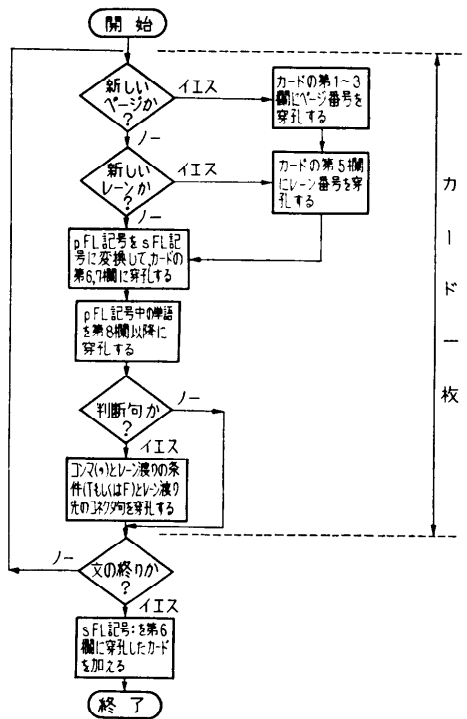 開始
新しい
ページか
?
イエス
カードの第1~3
欄にページ番号を
穿孔する
ノー
新しい
レーンか
?
イエス
カードの第5欄
にレーン番号を穿
孔する
ノー
pFL記号をsFL記
号に変換して,カードの
第6,7欄に穿孔する
pFL記号中の単語
を第8欄以降に
穿孔する
判断句か
?
ノー
イエス
コンマ(,)とレーン渡りの条
件(TもしくはF)とレーン渡り
先のコネクタ句を穿孔する
カード一枚
文の終りか
?
ノー
イエス
sFL記号:を第6
欄に穿孔したカード
を加える
終了